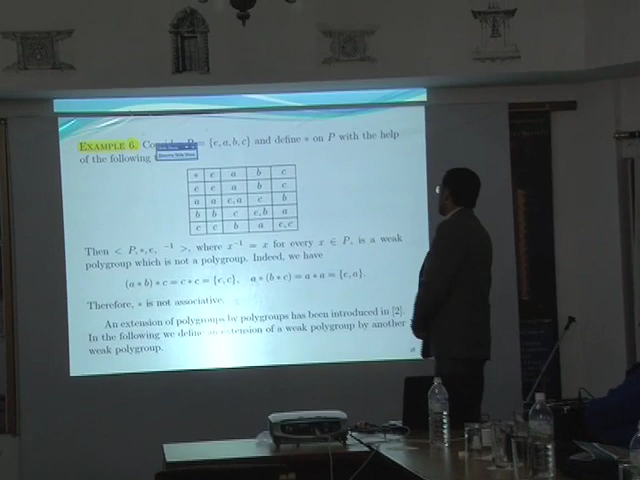 EXAMPLE 6. = {e, a, b, c} and define * on P with the help
of the following
* e a b c
e e a b c
a a e,a c b
b b c e,b a
c c b a e,c
Then < P, *, e, ⁻¹ >, where x⁻¹ = x for every x ∈ P, is a weak
polygroup which is not a polygroup. Indeed, we have
(a * b) * c = c * c = {e, c}, a * (b * c) = a * a = {e, a}.
Therefore, * is not associative.
An extension of polygroups by polygroups has been introduced in [2].
In the following we define an extension of a weak polygroup by another
weak polygroup.